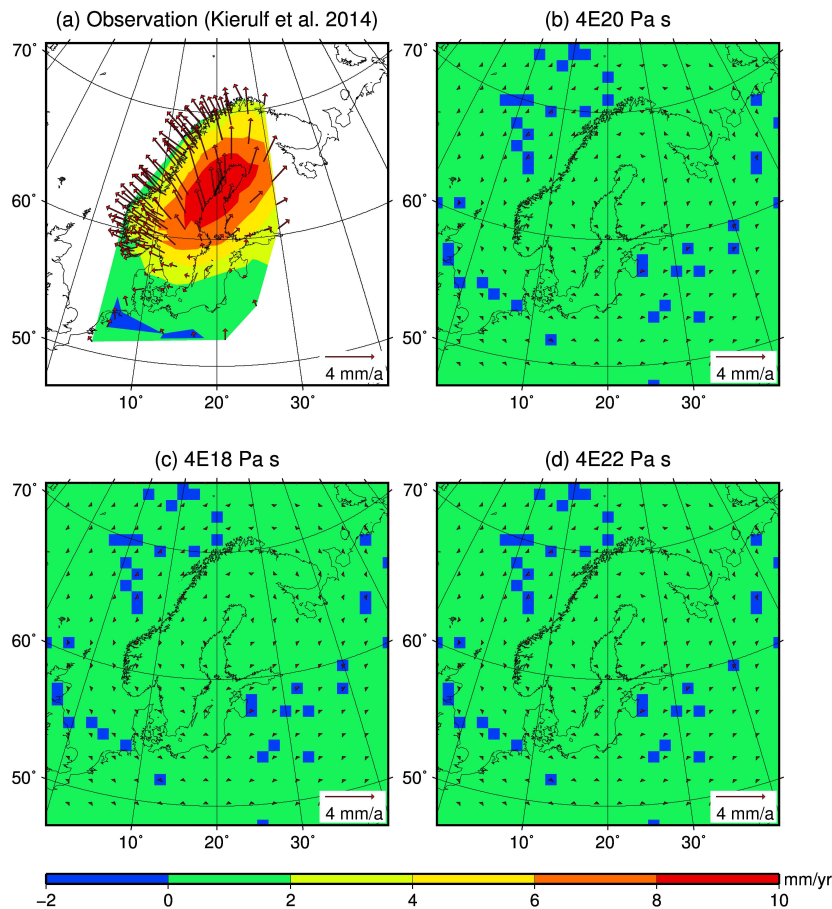 (a) Observation (Kierulf et al. 2014)
70˚
60˚
50˚
10˚ 20˚ 30˚
4 mm/a
(b) 4E20 Pa s
70˚
60˚
50˚
10˚ 20˚ 30˚
4 mm/a
(c) 4E18 Pa s
70˚
60˚
50˚
10˚ 20˚ 30˚
4 mm/a
(d) 4E22 Pa s
70˚
60˚
50˚
10˚ 20˚ 30˚
4 mm/a
mm/yr
−2 0 2 4 6 8 10